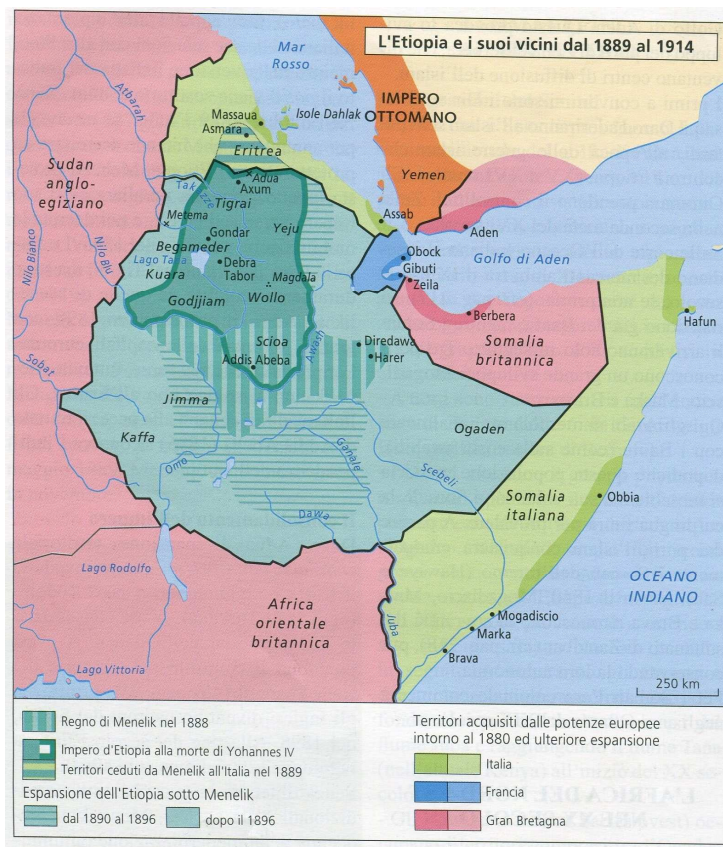 L'Etiopia e i suoi vicini dal 1889 al 1914
Mar
Rosso
Atbarah
Massaua
Isole Dahlak
IMPERO
OTTOMANO
Asmara
Eritrea
Sudan
anglo-
egiziano
Adua
Axum
Tigrai
Yemen
Metema
Assab
Aden
Gondar
Yeju
Begameder
Obock
Golfo di Aden
Nilo Bianco
Nilo Blu
Lago Tana
Debra
Tabor
Gibuti
Kuara
Magdala
Zeila
Godjjiam
Wollo
Berbera
Hafun
Scioa
Awash
Diredawa
Somalia
britannica
Sobat
Addis Abeba
Harer
Jimma
Kaffa
Ogaden
Omo
Ganale
Scebeli
Dawa
Somalia
italiana
Obbia
Lago Rodolfo
OCEANO
INDIANO
Africa
orientale
britannica
Juba
Mogadiscio
Marka
Brava
Lago Vittoria
250 km
Regno di Menelik nel 1888
Impero d'Etiopia alla morte di Yohannes IV
Territori ceduti da Menelik all'Italia nel 1889
Espansione dell'Etiopia sotto Menelik
dal 1890 al 1896
dopo il 1896
Territori acquisiti dalle potenze europee
intorno al 1880 ed ulteriore espansione
Italia
Francia
Gran Bretagna